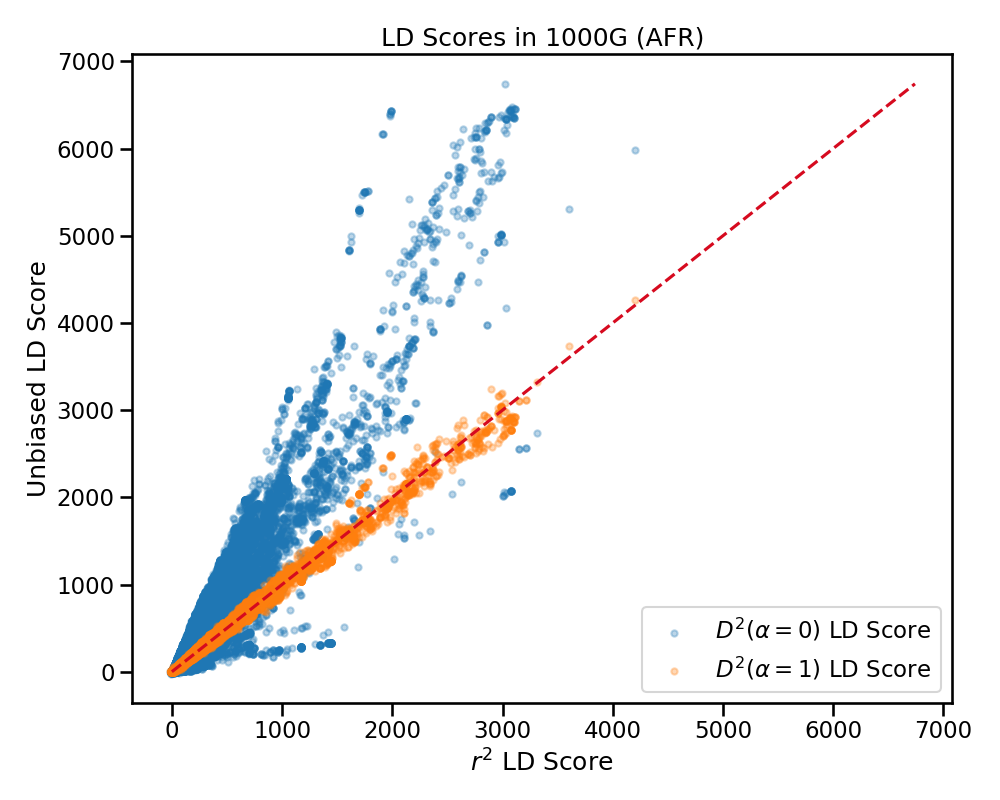 LD Scores in 1000G (AFR)
7000
6000
5000
4000
3000
2000
1000
0
Unbiased LD Score
D²(α = 0) LD Score
D²(α = 1) LD Score
0 1000 2000 3000 4000 5000 6000 7000
r² LD Score